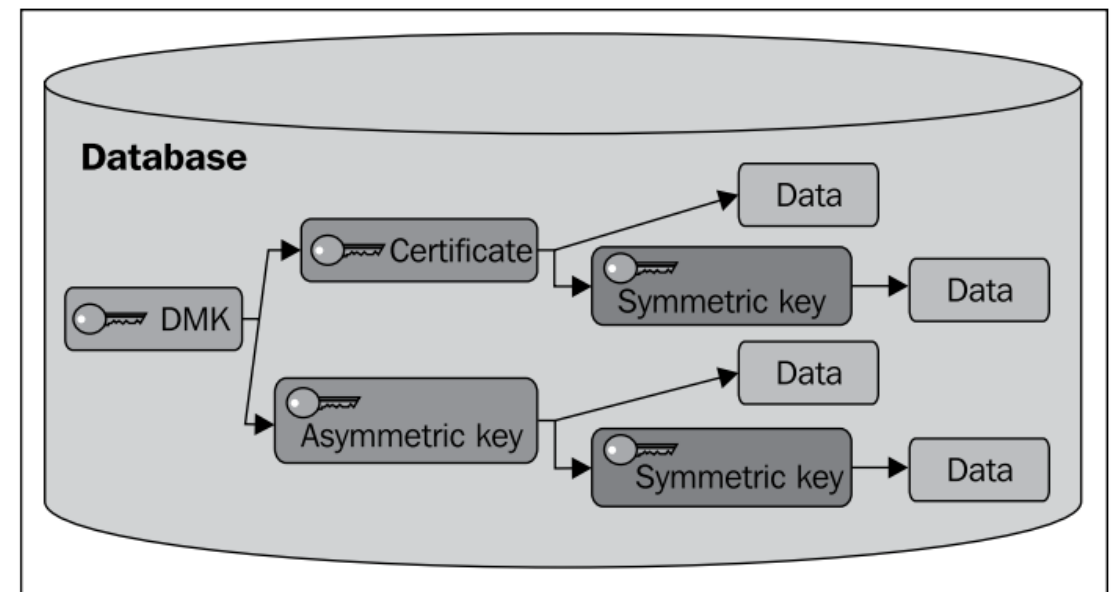 Database
Data
Certificate
Symmetric key
Data
DMK
Data
Asymmetric key
Symmetric key
Data